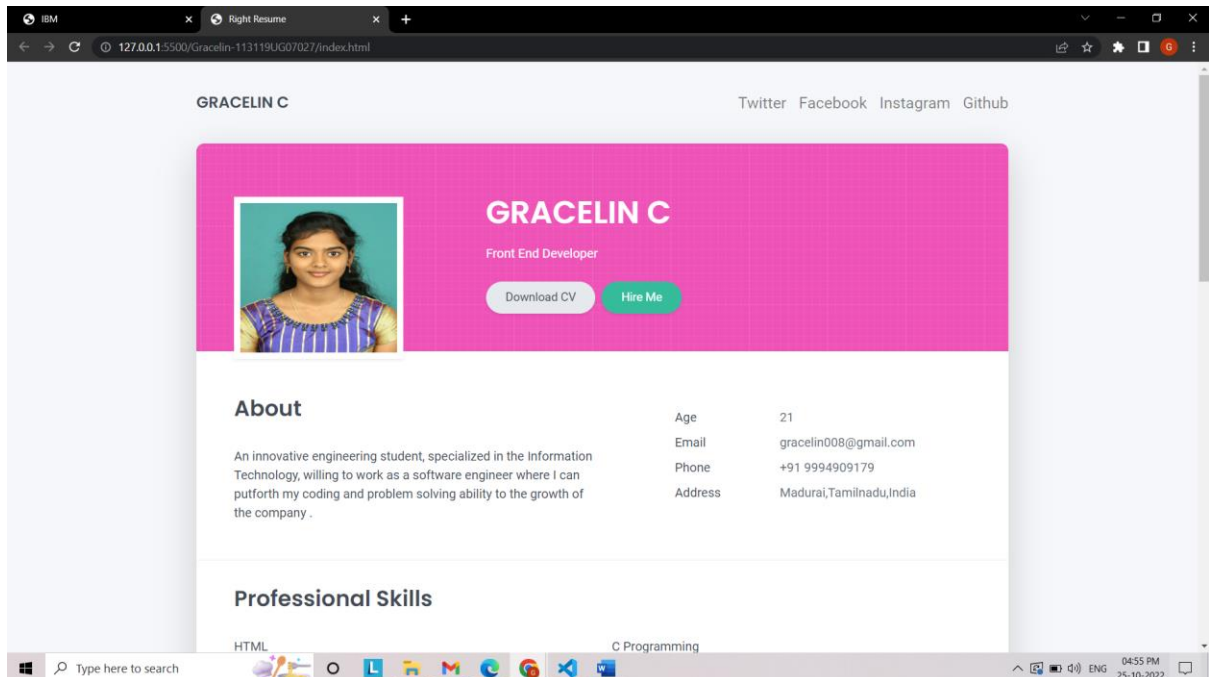 IBM
Right Resume
127.0.0.1:5500/Gracelin-113119UG07027/index.html
G
GRACELIN C
Twitter Facebook Instagram Github
GRACELIN C
Front End Developer
Download CV
Hire Me
About
An innovative engineering student, specialized in the Information
Technology, willing to work as a software engineer where I can
putforth my coding and problem solving ability to the growth of
the company .
Age 21
Email gracelin008@gmail.com
Phone +91 9994909179
Address Madurai,Tamilnadu,India
Professional Skills
HTML
C Programming
Type here to search
L
ENG
04:55 PM
25-10-2022